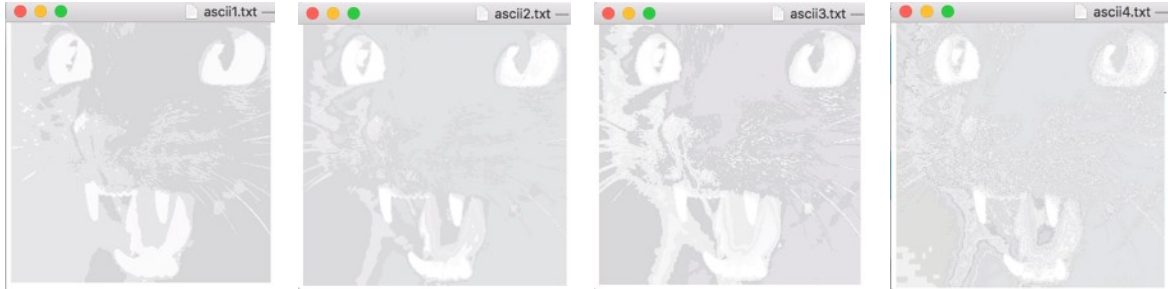 ascii1.txt —
ascii2.txt —
ascii3.txt —
ascii4.txt —